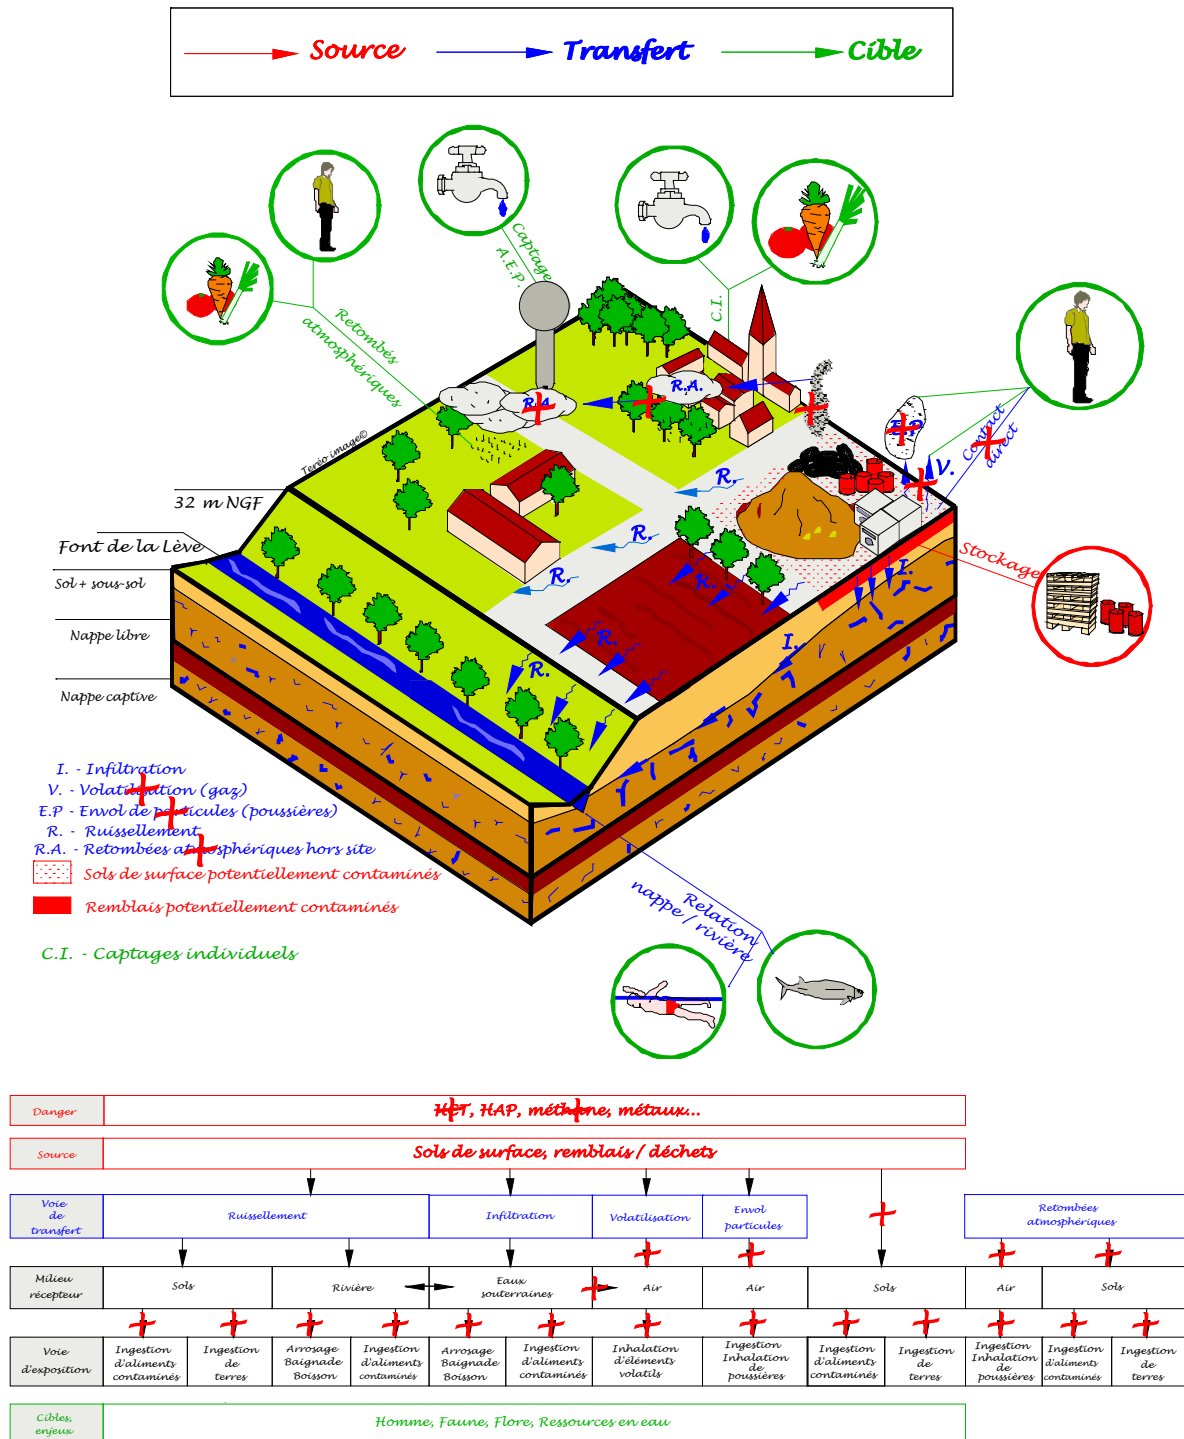 Source
Transfert
Cible
Captage
A.E.P.
C.I.
Retombés
atmosphériques
R.A.
R.A.
E.P
Contact
direct
V.
Teréo image©
R.
32 m NGF
R.
Font de la Lève
Stockage
Sol + sous-sol
R.
R.
I.
Nappe libre
R.
I.
R.
Nappe captive
I. - Infiltration
V. - Volatilisation (gaz)
E.P - Envol de particules (poussières)
R. - Ruissellement
R.A. - Retombées atmosphériques hors site
Sols de surface potentiellement contaminés
Remblais potentiellement contaminés
Relation
nappe / rivière
C.I. - Captages individuels
Danger
HCT, HAP, méthane, métaux...
Source
Sols de surface, remblais / déchets
Voie
de
transfert
Ruissellement
Infiltration
Volatilisation
Envol
particules
Retombées
atmosphériques
Milieu
récepteur
Sols
Rivière
Eaux
souterraines
Air
Air
Sols
Air
Sols
Voie
d'exposition
Ingestion
d'aliments
contaminés
Ingestion
de
terres
Arrosage
Baignade
Boisson
Ingestion
d'aliments
contaminés
Arrosage
Baignade
Boisson
Ingestion
d'aliments
contaminés
Inhalation
d'éléments
volatils
Ingestion
Inhalation
de
poussières
Ingestion
d'aliments
contaminés
Ingestion
de
terres
Ingestion
Inhalation
de
poussières
Ingestion
d'aliments
contaminés
Ingestion
de
terres
Cibles,
enjeux
Homme, Faune, Flore, Ressources en eau